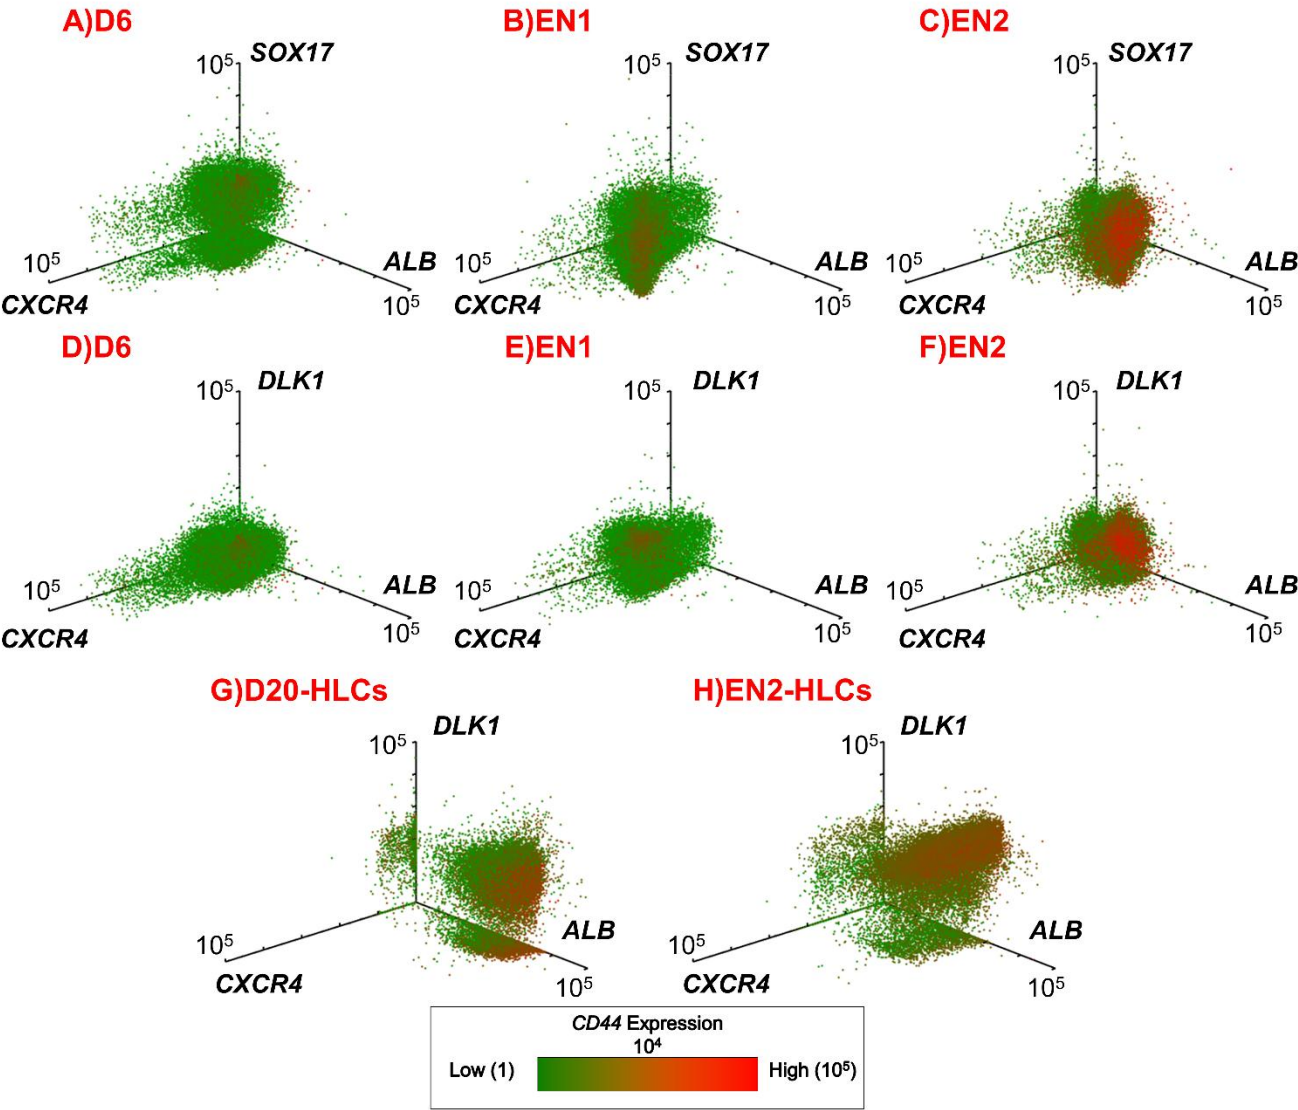 A)D6
B)EN1
C)EN2
10⁵ SOX17
10⁵ SOX17
10⁵ SOX17
10⁵
ALB
10⁵
ALB
10⁵
ALB
CXCR4
10⁵
CXCR4
10⁵
CXCR4
10⁵
D)D6
E)EN1
F)EN2
10⁵ DLK1
10⁵ DLK1
10⁵ DLK1
10⁵
ALB
10⁵
ALB
10⁵
ALB
CXCR4
10⁵
CXCR4
10⁵
CXCR4
10⁵
G)D20-HLCs
H)EN2-HLCs
10⁵ DLK1
10⁵ DLK1
10⁵
ALB
10⁵
ALB
CXCR4
10⁵
CXCR4
10⁵
CD44 Expression
10⁴
Low (1)
High (10⁵)